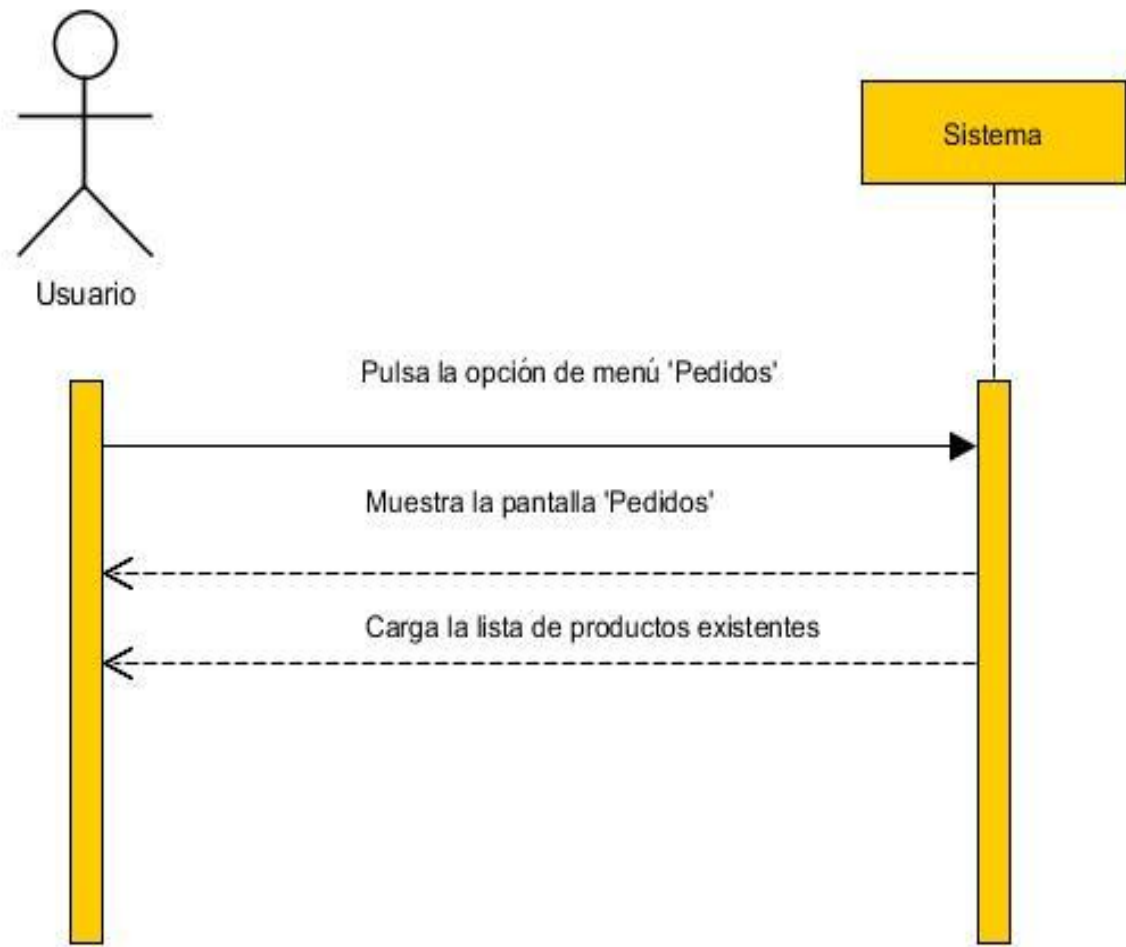 Sistema
Usuario
Pulsa la opción de menú 'Pedidos'
Muestra la pantalla 'Pedidos'
Carga la lista de productos existentes